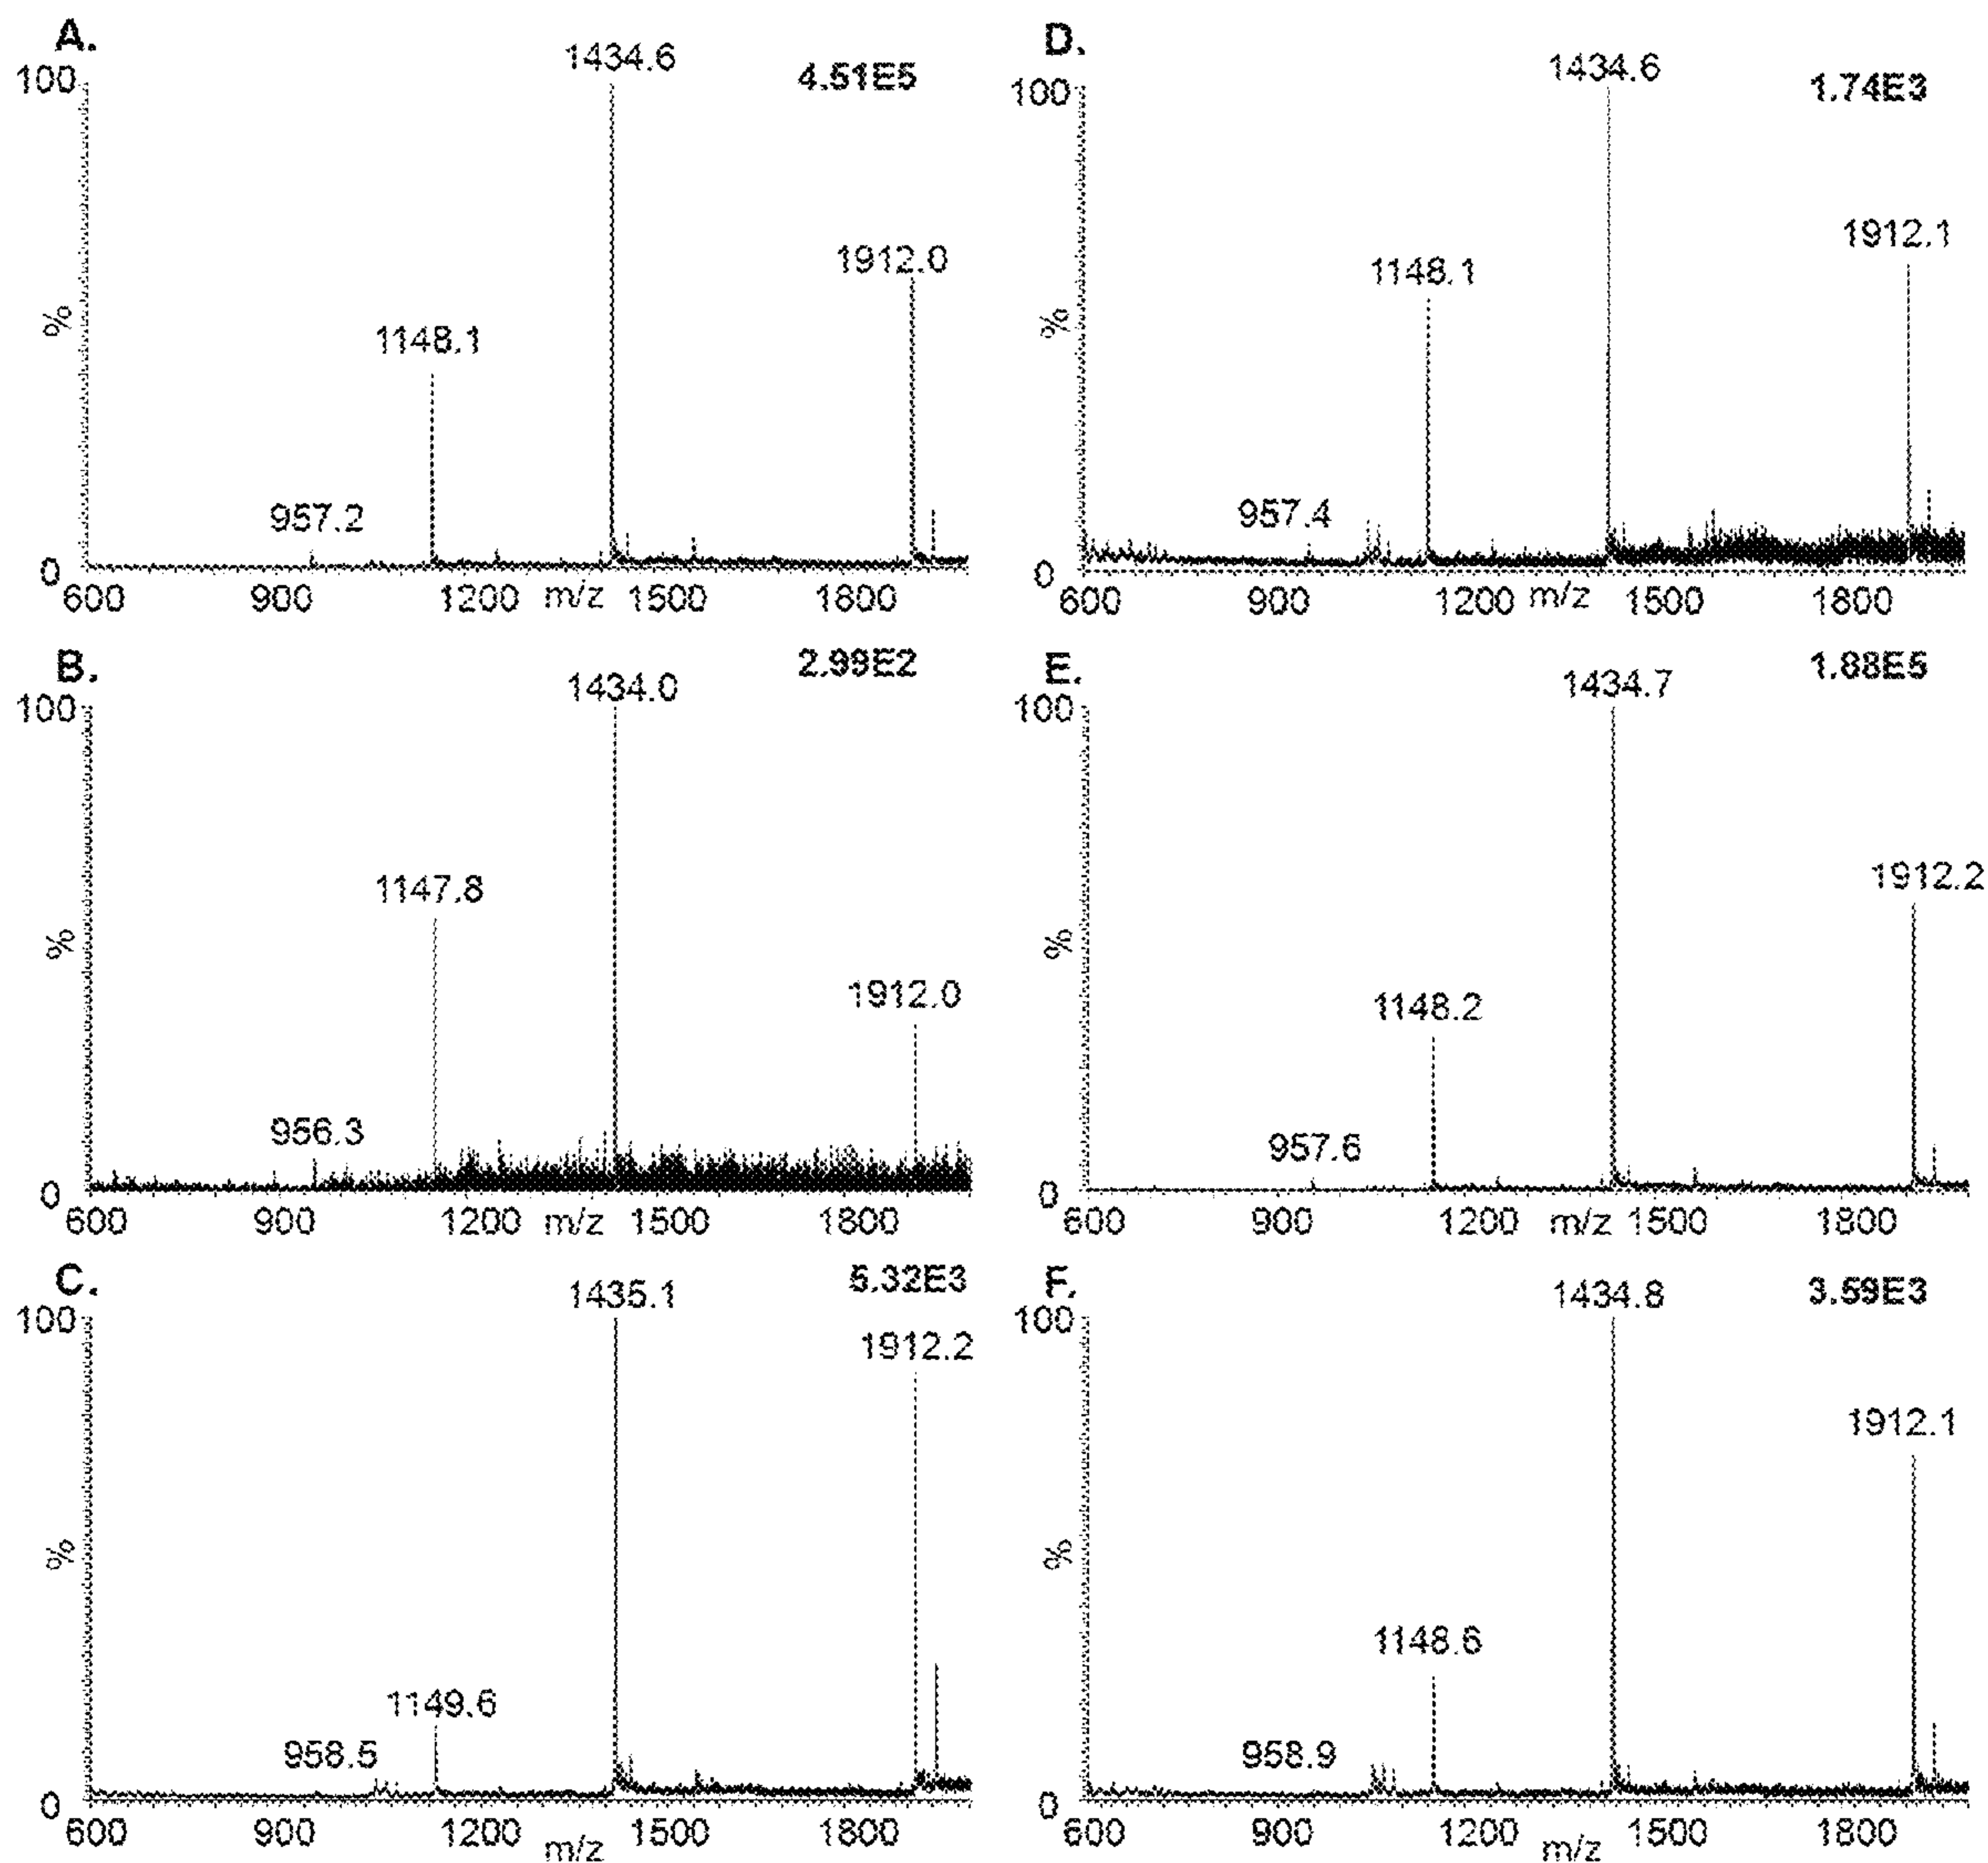 A.
100
1434.6
4.51E5
1912.0
%
1148.1
957.2
0
600 900 1200 m/z 1500 1800
B.
100
1434.0
2.99E2
1147.8
%
1912.0
956.3
0
600 900 1200 m/z 1500 1800
C.
100
1435.1
5.32E3
1912.2
%
1149.6
958.5
0
600 900 1200 m/z 1500 1800
D.
100
1434.6
1.74E3
1912.1
1148.1
%
957.4
0
600 900 1200 m/z 1500 1800
E.
100
1434.7
1.88E5
1912.2
%
1148.2
957.6
0
600 900 1200 m/z 1500 1800
F.
100
1434.8
3.59E3
1912.1
%
1148.6
958.9
0
600 900 1200 m/z 1500 1800